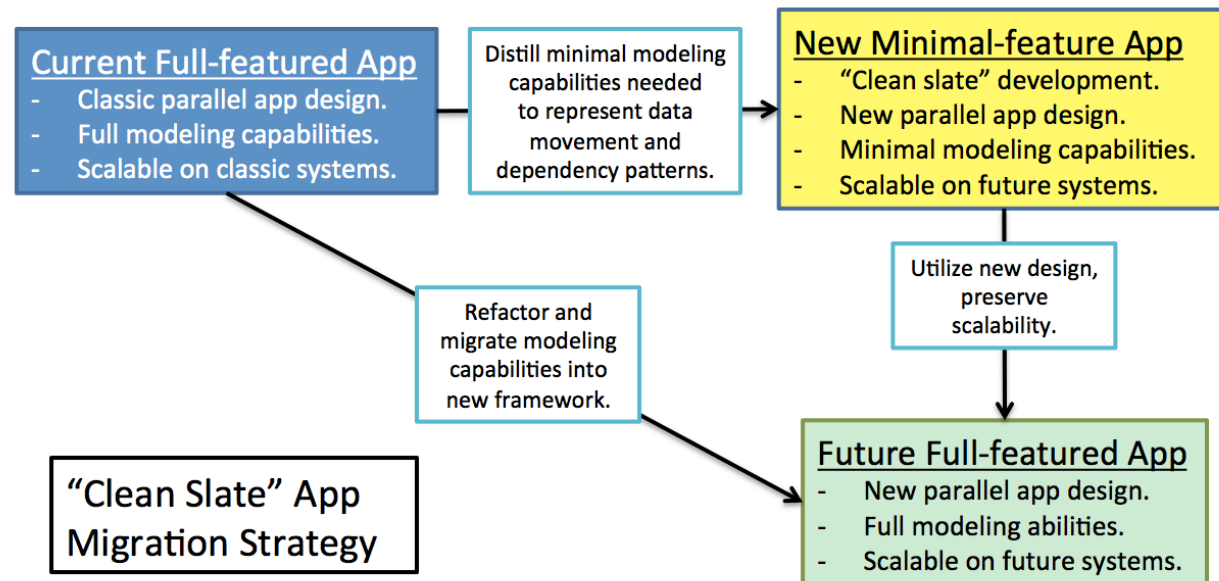 Current Full-featured App
- Classic parallel app design.
- Full modeling capabilities.
- Scalable on classic systems.
Distill minimal modeling
capabilities needed
to represent data
movement and
dependency patterns.
New Minimal-feature App
- “Clean slate” development.
- New parallel app design.
- Minimal modeling capabilities.
- Scalable on future systems.
Utilize new design,
preserve
scalability.
Refactor and
migrate modeling
capabilities into
new framework.
Future Full-featured App
- New parallel app design.
- Full modeling abilities.
- Scalable on future systems.
“Clean Slate” App
Migration Strategy